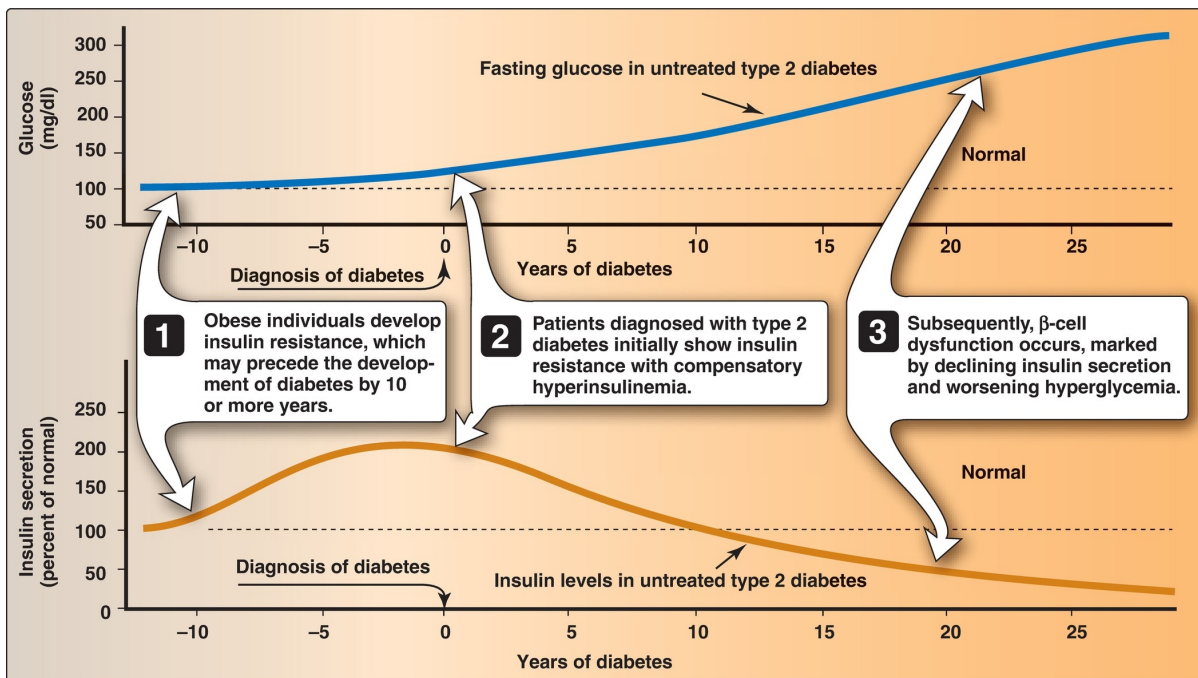 Glucose
(mg/dl)
300
250
200
150
100
50
Fasting glucose in untreated type 2 diabetes
Normal
–10
–5
0
5
10
15
20
25
Diagnosis of diabetes
Years of diabetes
1
Obese individuals develop
insulin resistance, which
may precede the develop-
ment of diabetes by 10
or more years.
2
Patients diagnosed with type 2
diabetes initially show insulin
resistance with compensatory
hyperinsulinemia.
3
Subsequently, β-cell
dysfunction occurs, marked
by declining insulin secretion
and worsening hyperglycemia.
Insulin secretion
(percent of normal)
250
200
150
100
50
0
Normal
Diagnosis of diabetes
Insulin levels in untreated type 2 diabetes
–10
–5
0
5
10
15
20
25
Years of diabetes